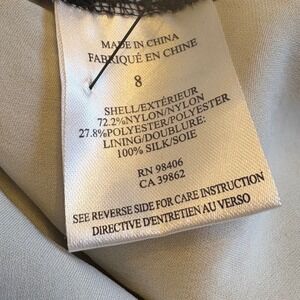 MADE IN CHINA
FABRIQUÉ EN CHINE
8
SHELL/EXTÉRIEUR
72.2%NYLON/NYLON
27.8%POLYESTER/POLYESTER
LINING/DOUBLURE:
100% SILK/SOIE
RN 98406
CA 39862
SEE REVERSE SIDE FOR CARE INSTRUCTION
DIRECTIVE D'ENTRETIEN AU VERSO